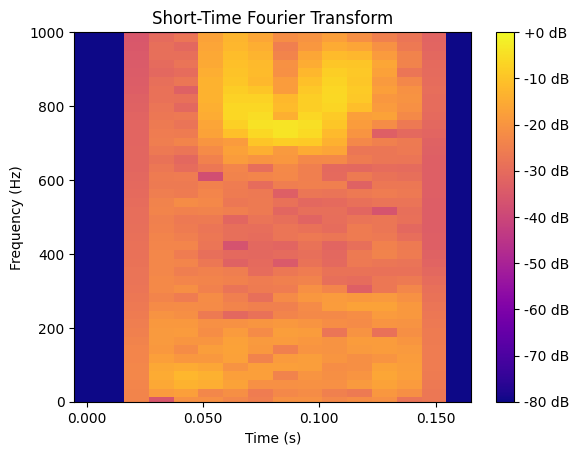 Short-Time Fourier Transform
1000
800
600
400
200
0
Frequency (Hz)
0.000
0.050
0.100
0.150
Time (s)
+0 dB
-10 dB
-20 dB
-30 dB
-40 dB
-50 dB
-60 dB
-70 dB
-80 dB